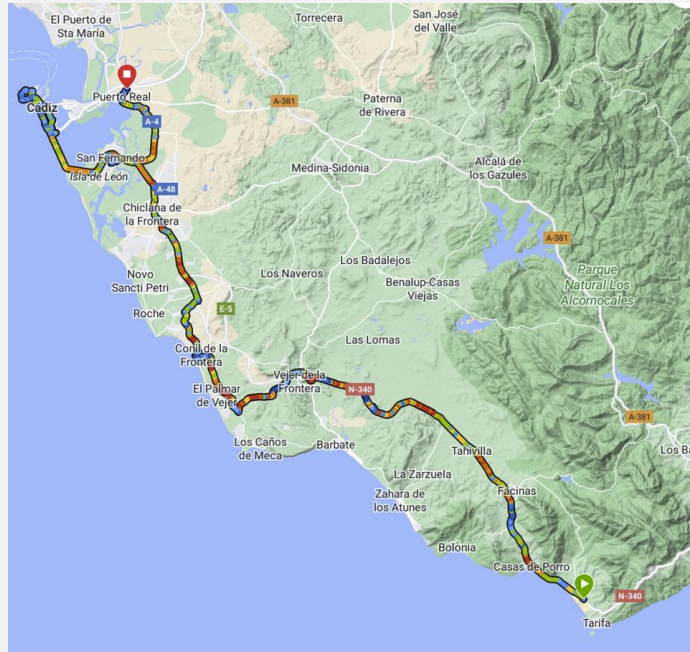 El Puerto de
Sta María
Torrecera
San José
del Valle
Cádiz
Puerto Real
A-381
Paterna
de Rivera
A-4
San Fernando
Isla de León
Medina-Sidonia
Alcalá de
los Gazules
A-48
Chiclana de
la Frontera
A-381
Los Badalejos
Novo
Sancti Petri
Los Naveros
Benalup-Casas
Viejas
Parque
Natural Los
Alcornocales
Roche
E-5
Las Lomas
Conil de la
Frontera
El Palmar
de Vejer
Vejer de la
Frontera
N-340
A-381
Los Caños
de Meca
Barbate
Tahivilla
Los Ba
La Zarzuela
Zahara de
los Atunes
Facinas
Bolonia
Casas de Porro
N-340
Tarifa